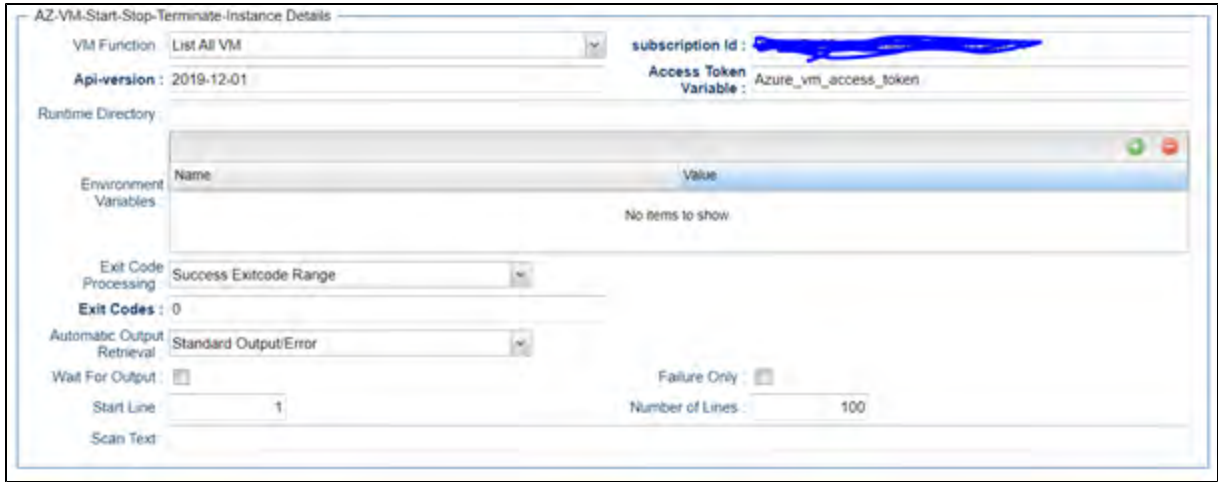 AZ-VM-Start-Stop-Terminate-Instance Details
VM Function : List All VM
subscription Id :
Api-version : 2019-12-01
Access Token Variable : Azure_vm_access_token
Runtime Directory :
Name Value
Environment Variables :
No items to show
Exit Code Processing : Success Exitcode Range
Exit Codes : 0
Automatic Output Retrieval : Standard Output/Error
Wait For Output :
Failure Only :
Start Line : 1
Number of Lines : 100
Scan Text :